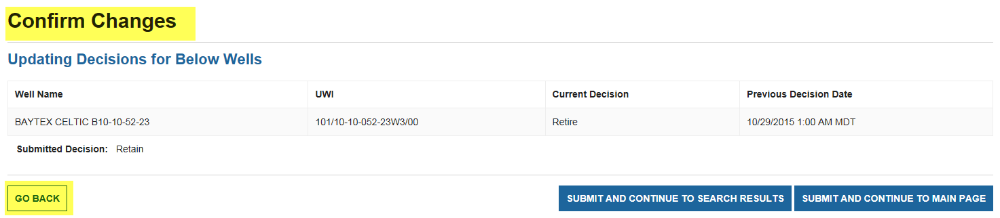 Confirm Changes
Updating Decisions for Below Wells
Well Name UWI Current Decision Previous Decision Date
BAYTEX CELTIC B10-10-52-23 101/10-10-052-23W3/00 Retire 10/29/2015 1:00 AM MDT
Submitted Decision: Retain
GO BACK SUBMIT AND CONTINUE TO SEARCH RESULTS SUBMIT AND CONTINUE TO MAIN PAGE